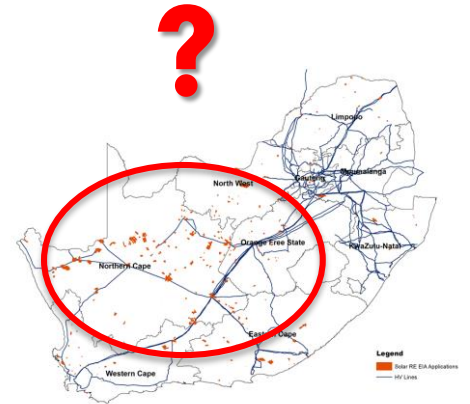 ?
Limpopo
Gauteng
Mpumalanga
North West
Orange Free State
KwaZulu-Natal
Northern Cape
Eastern Cape
Western Cape
Legend
Solar RE EIA Applications
HV Lines